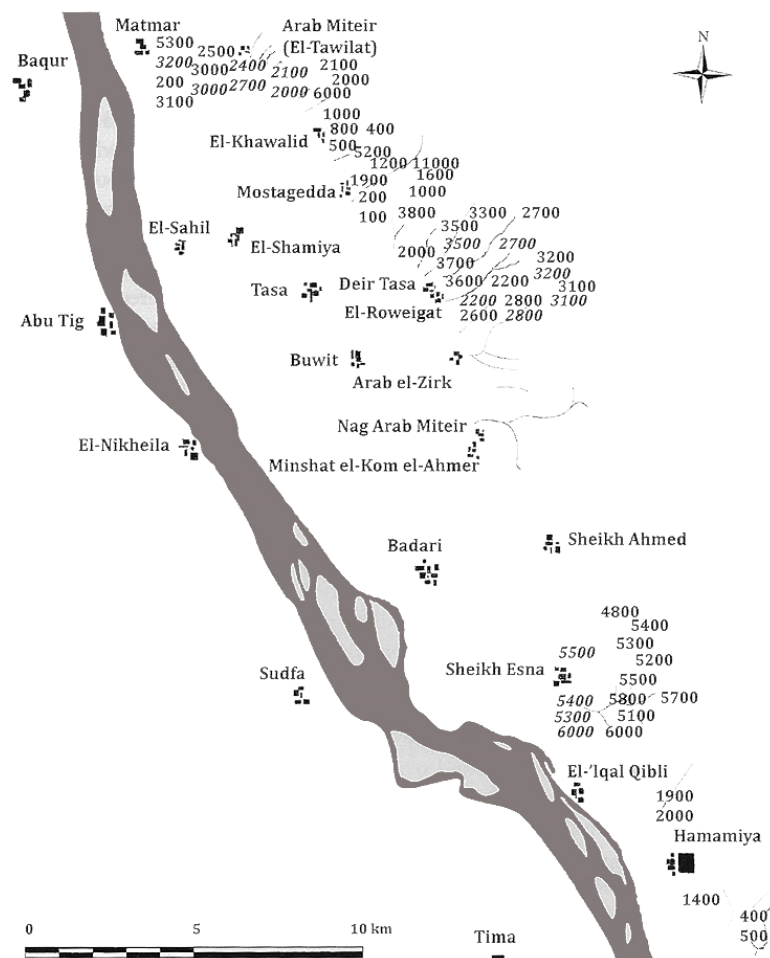 N
Matmar
Arab Miteir
(El-Tawilat)
Baqur
5300
2500
3200 3000 2400 2100 2100
2000
200 3000 2700 2000 6000
3100
1000
El-Khawalid
800 400
500
5200
1200 11000
1900 1600
Mostagedda
200 1000
100
3800 3300 2700
El-Sahil
3500
El-Shamiya
2000 3500 2700
3700 3200
Tasa
Deir Tasa
3600 2200 3200
3100
2200 2800 3100
El-Roweigat
2600 2800
Abu Tig
Buwit
Arab el-Zirk
Nag Arab Miteir
El-Nikheila
Minshat el-Kom el-Ahmer
Badari
Sheikh Ahmed
4800
5400
5300
5500
5200
Sheikh Esna
5500
Sudfa
5400 5800 5700
5300 5100
6000 6000
El-'lqal Qibli
1900
2000
Hamamiya
1400
400
500
0 5 10 km
Tima